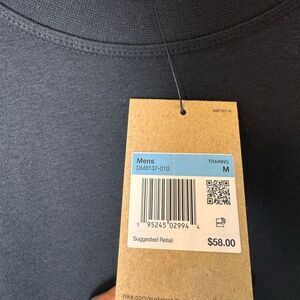 Mens TRAINING
DM8137-010 M
1 95245 02994 4
Suggested Retail
$58.00